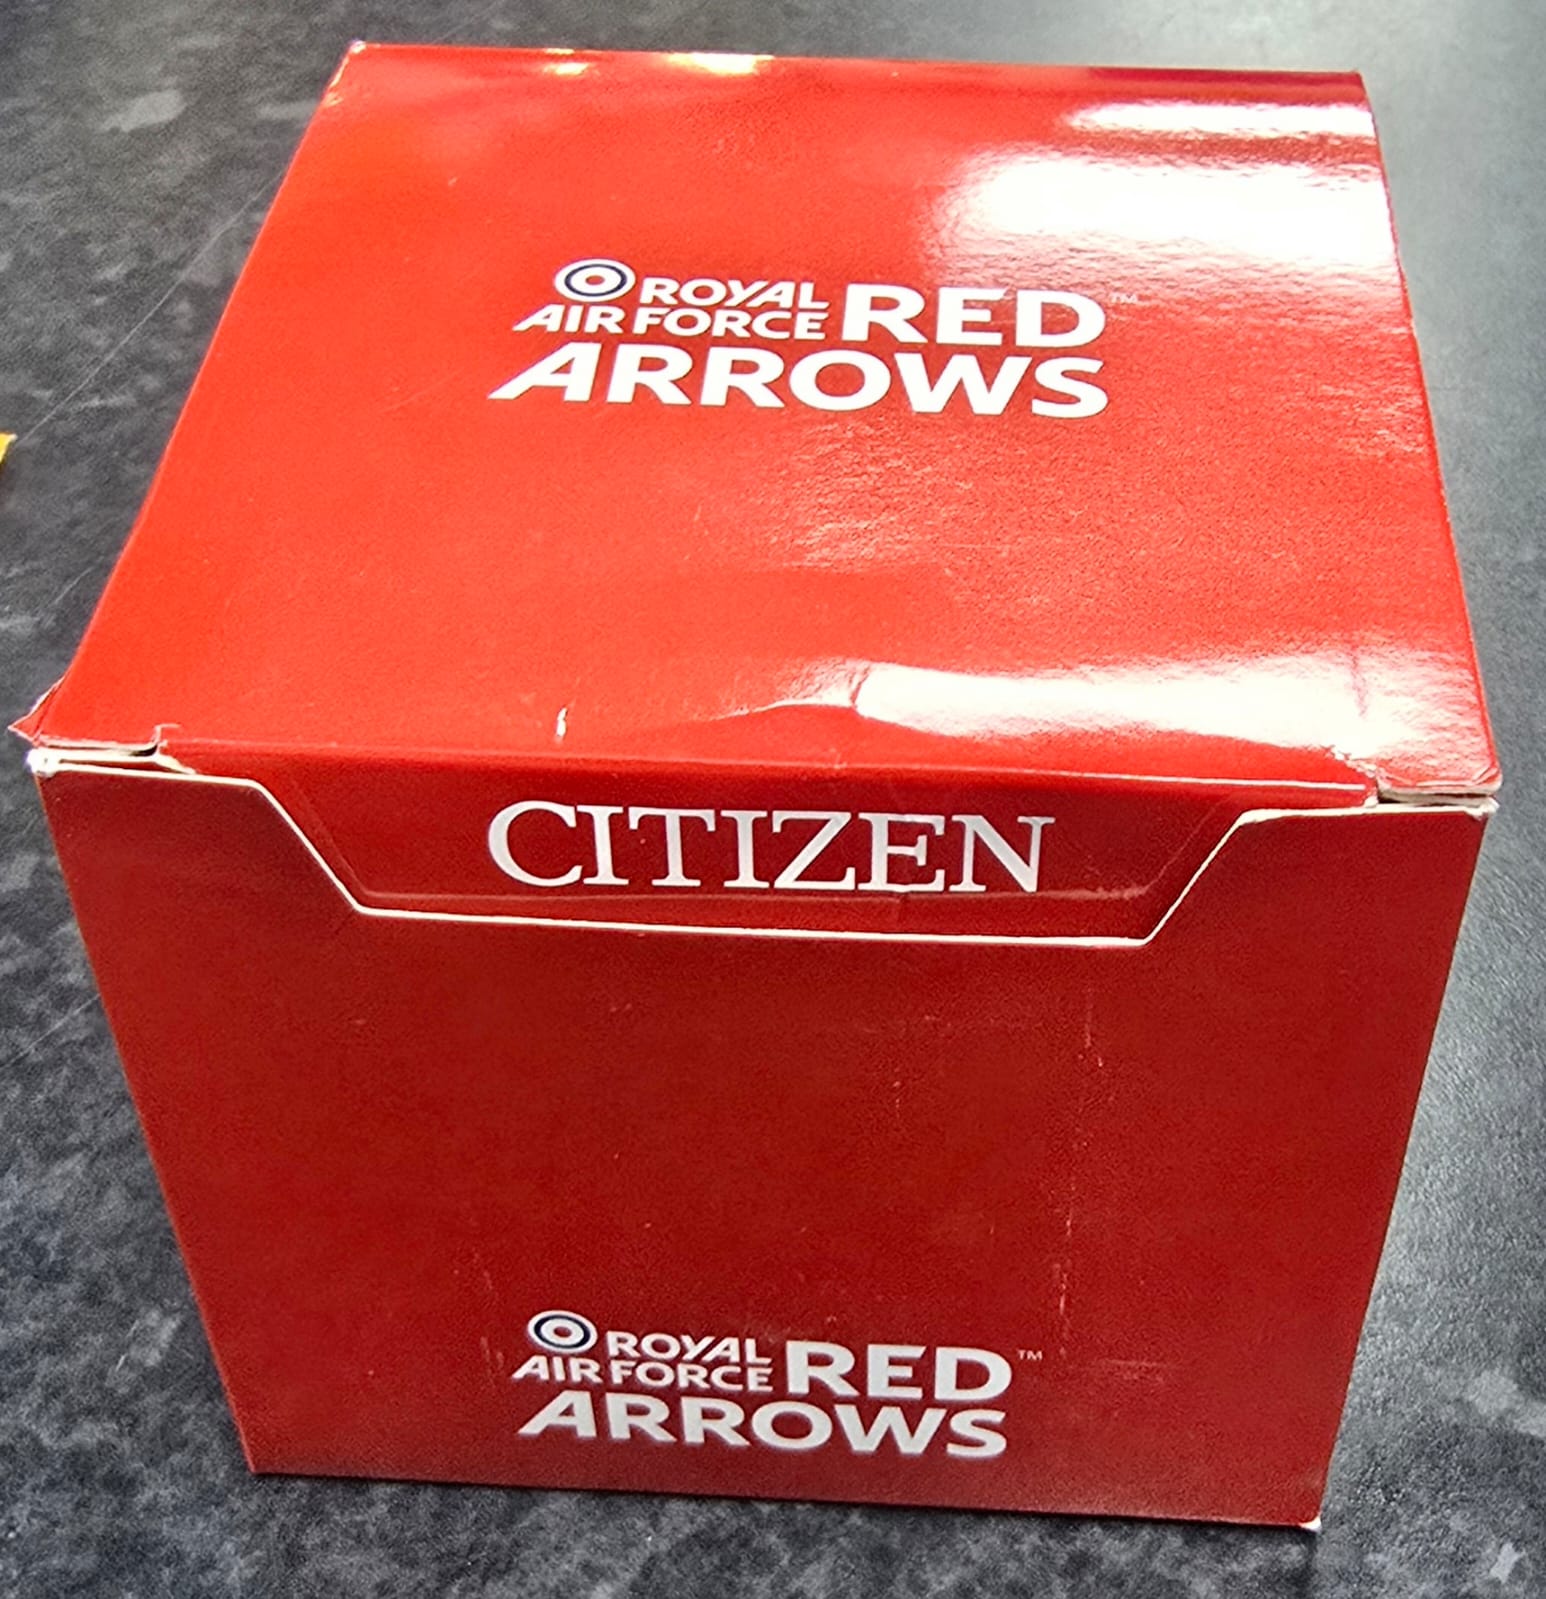 ROYAL
AIR FORCE RED™
ARROWS
CITIZEN
ROYAL
AIR FORCE RED™
ARROWS